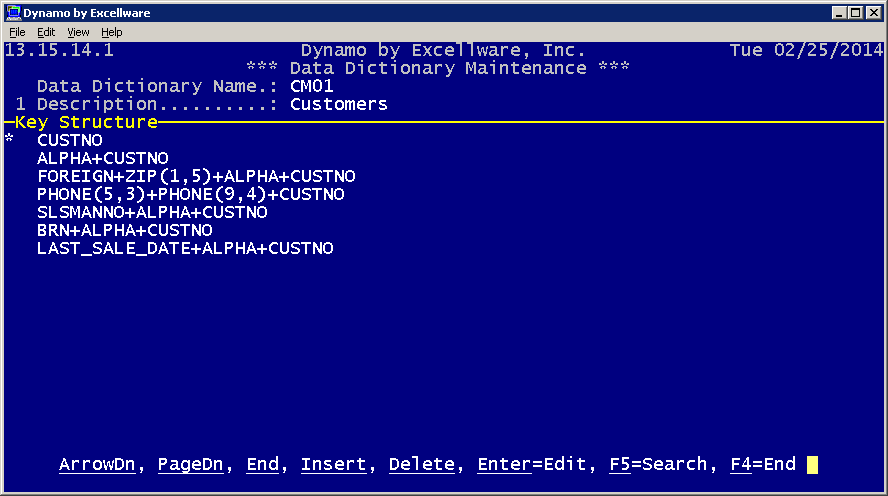 Dynamo by Excellware
File Edit View Help
13.15.14.1 Dynamo by Excellware, Inc. Tue 02/25/2014
*** Data Dictionary Maintenance ***
Data Dictionary Name.: CM01
1 Description..........: Customers
Key Structure
* CUSTNO
ALPHA+CUSTNO
FOREIGN+ZIP(1,5)+ALPHA+CUSTNO
PHONE(5,3)+PHONE(9,4)+CUSTNO
SLSMANNO+ALPHA+CUSTNO
BRN+ALPHA+CUSTNO
LAST_SALE_DATE+ALPHA+CUSTNO
ArrowDn, PageDn, End, Insert, Delete, Enter=Edit, F5=Search, F4=End